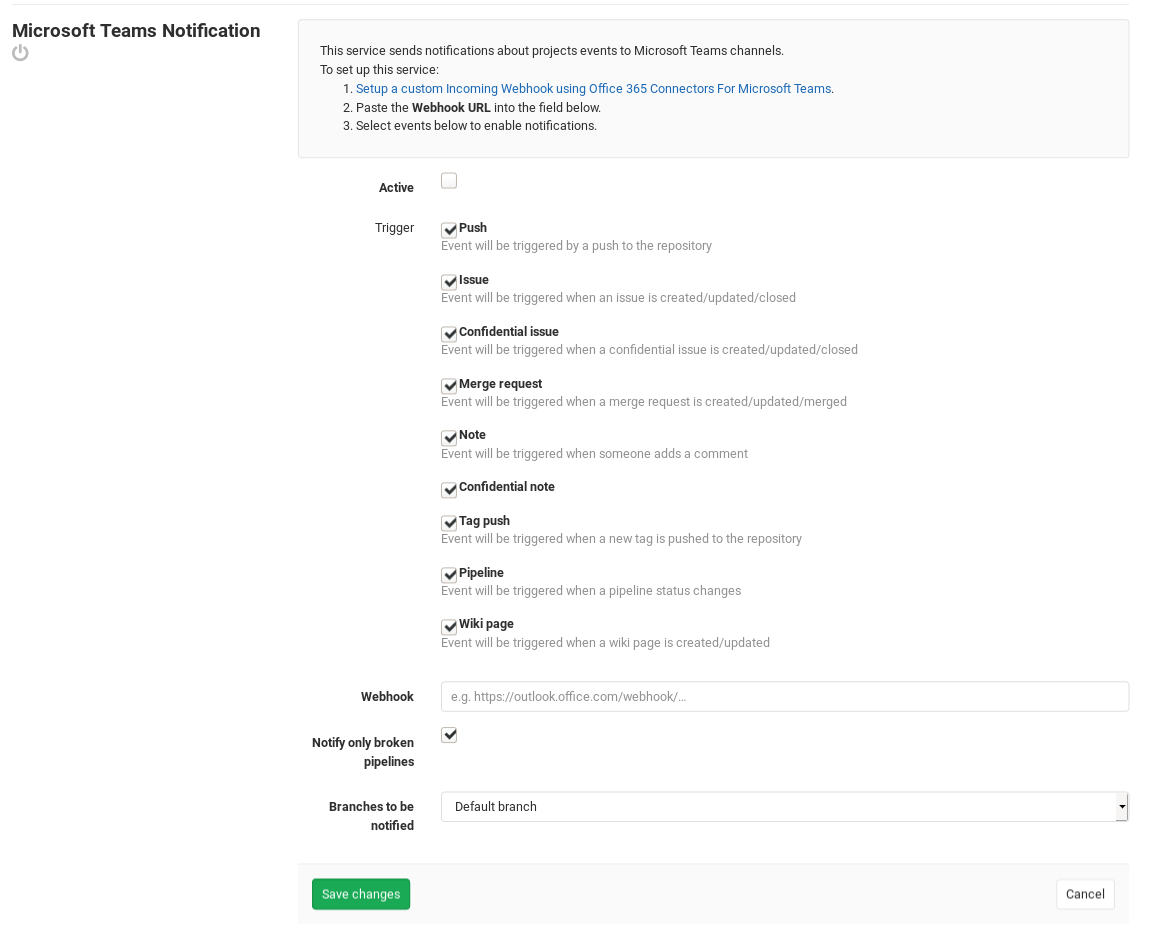 Microsoft Teams Notification
This service sends notifications about projects events to Microsoft Teams channels.
To set up this service:
1. Setup a custom Incoming Webhook using Office 365 Connectors For Microsoft Teams.
2. Paste the Webhook URL into the field below.
3. Select events below to enable notifications.
Active
Trigger
Push
Event will be triggered by a push to the repository
Issue
Event will be triggered when an issue is created/updated/closed
Confidential issue
Event will be triggered when a confidential issue is created/updated/closed
Merge request
Event will be triggered when a merge request is created/updated/merged
Note
Event will be triggered when someone adds a comment
Confidential note
Tag push
Event will be triggered when a new tag is pushed to the repository
Pipeline
Event will be triggered when a pipeline status changes
Wiki page
Event will be triggered when a wiki page is created/updated
Webhook
e.g. https://outlook.office.com/webhook/…
Notify only broken
pipelines
Branches to be
notified
Default branch
Save changes
Cancel